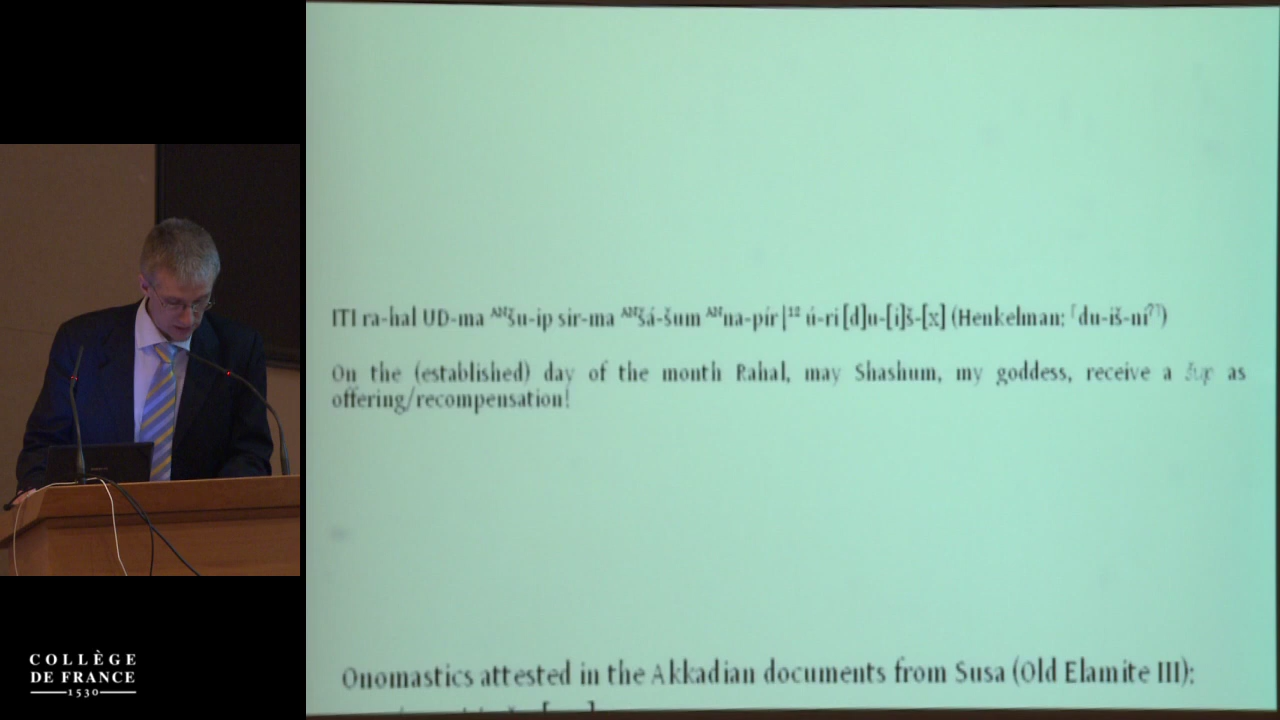 ITI ra-ḫal UD-ma ᴬᴺšu-ip sir-ma ᴬᴺšá-šum ᴬᴺna-pír|¹² ú-ri [d]u-[i]š-[x] (Henkelman: ⸢du-iš-ni?⸣)
On the (established) day of the month Rahal, may Shashum, my goddess, receive a šup as
offering/recompensation!
Onomastics attested in the Akkadian documents from Susa (Old Elamite III):
COLLÈGE
DE FRANCE
1530